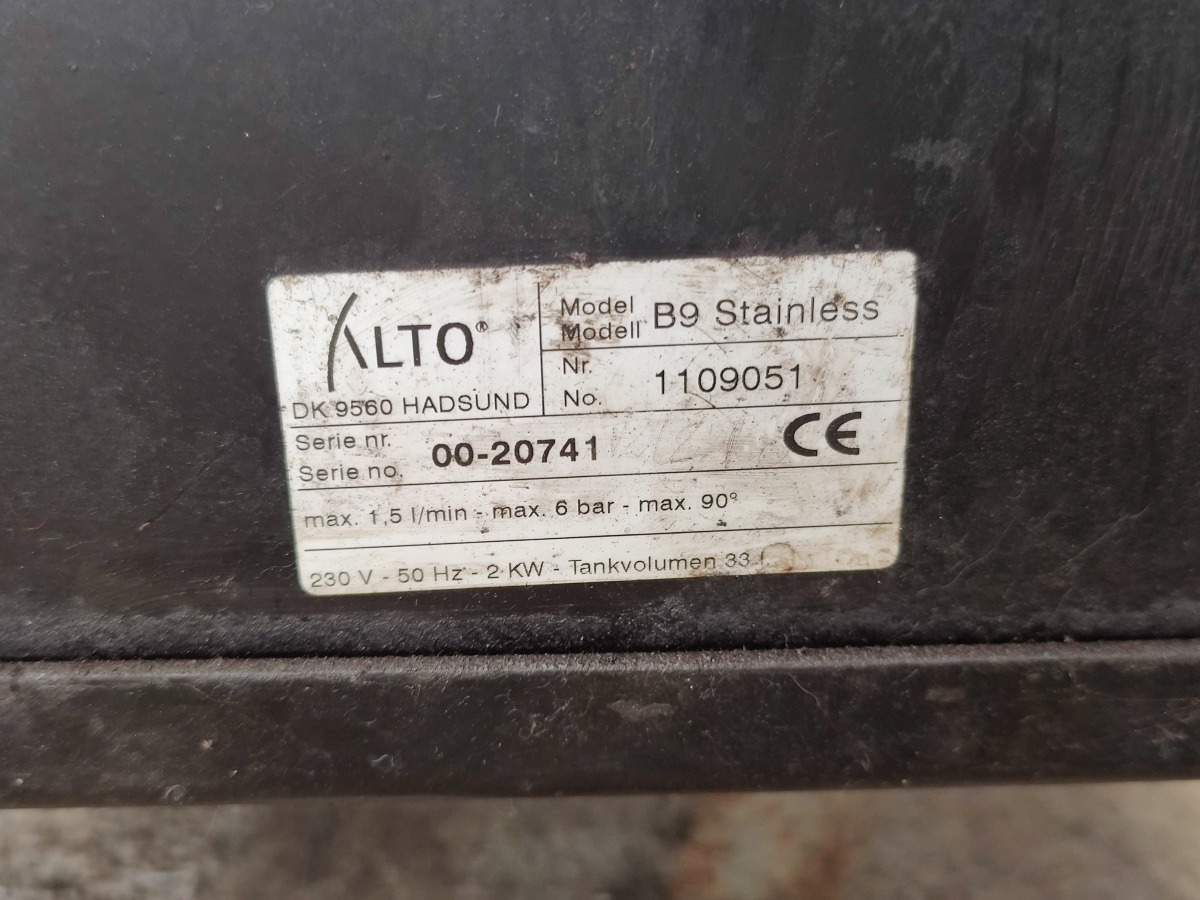 ALTO®
DK 9560 HADSUND
Model
Modell
B9 Stainless
Nr.
No.
1109051
Serie nr.
Serie no.
00-20741
CE
max. 1,5 l/min - max. 6 bar - max. 90°
230 V - 50 Hz - 2 KW - Tankvolumen 33 l